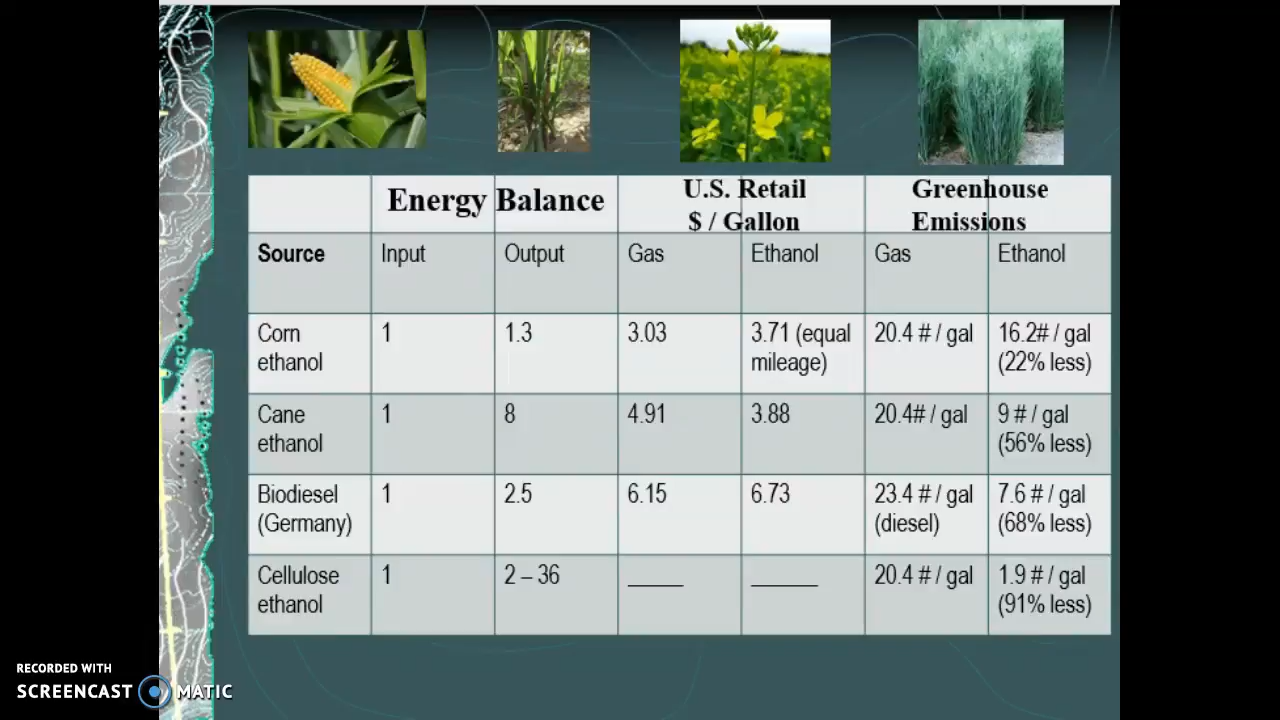 Energy Balance
U.S. Retail
$ / Gallon
Greenhouse
Emissions
Source Input Output Gas Ethanol Gas Ethanol
Corn
ethanol
1
1.3
3.03
3.71 (equal
mileage)
20.4 # / gal
16.2# / gal
(22% less)
Cane
ethanol
1
8
4.91
3.88
20.4# / gal
9 # / gal
(56% less)
Biodiesel
(Germany)
1
2.5
6.15
6.73
23.4 # / gal
(diesel)
7.6 # / gal
(68% less)
Cellulose
ethanol
1
2 – 36
_____
______
20.4 # / gal
1.9 # / gal
(91% less)
RECORDED WITH
SCREENCAST MATIC